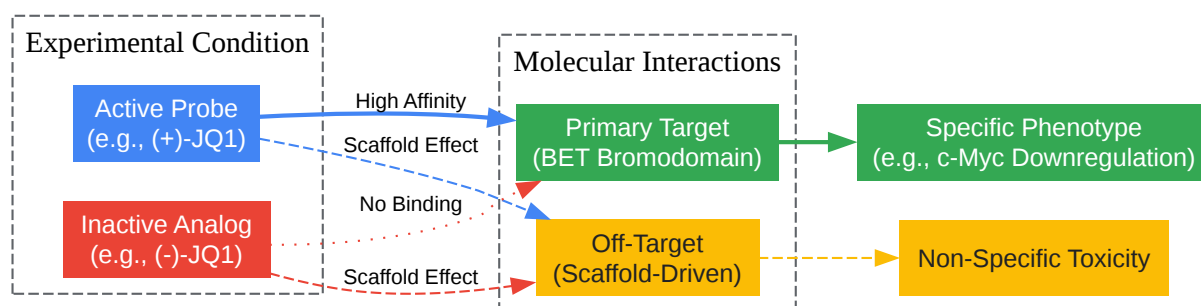 Experimental Condition
Active Probe
(e.g., (+)-JQ1)
Inactive Analog
(e.g., (-)-JQ1)
High Affinity
Scaffold Effect
No Binding
Scaffold Effect
Molecular Interactions
Primary Target
(BET Bromodomain)
Off-Target
(Scaffold-Driven)
Specific Phenotype
(e.g., c-Myc Downregulation)
Non-Specific Toxicity